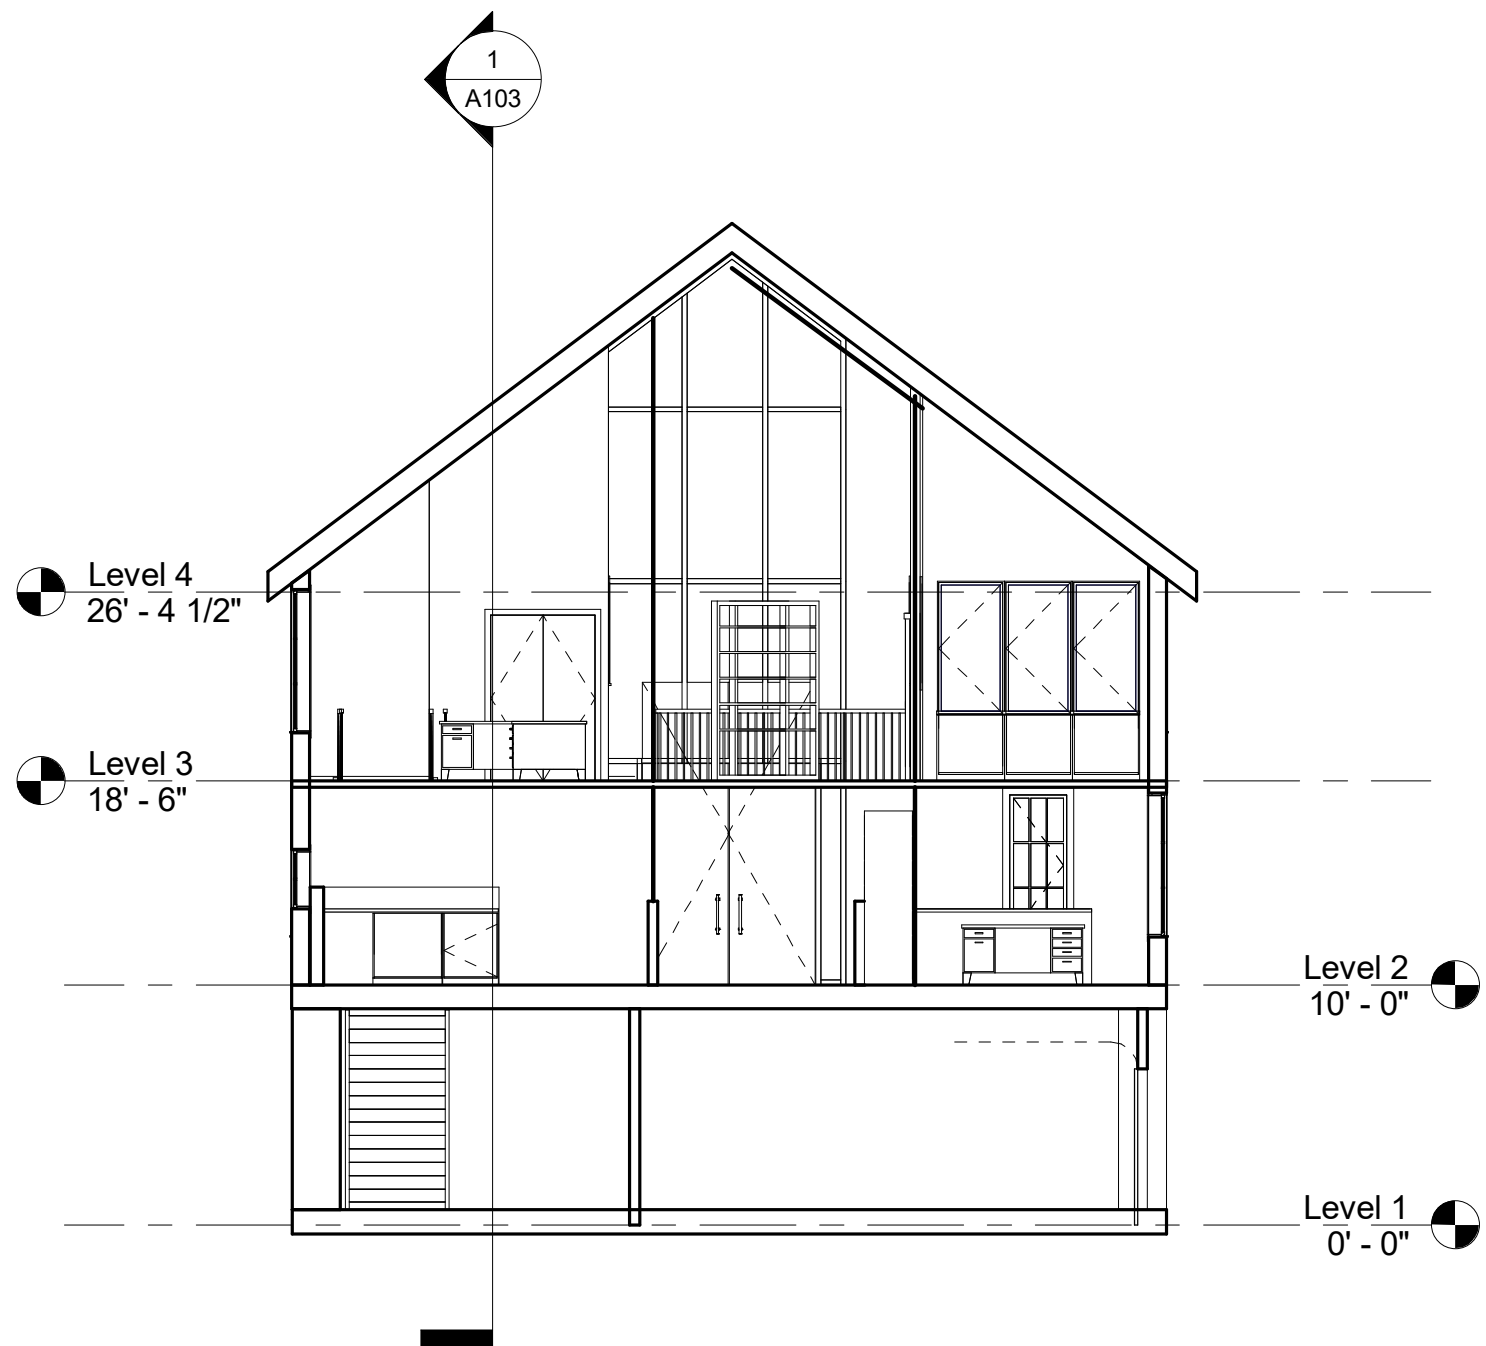 1
A103
Level 4
26' - 4 1/2"
Level 3
18' - 6"
Level 2
10' - 0"
Level 1
0' - 0"